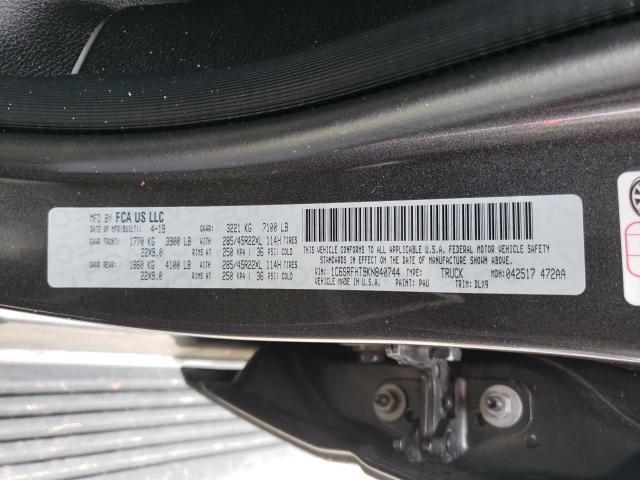 MFD BY FCA US LLC
DATE OF MFR(BUILT): 4-19 GVWR: 3221 KG 7100 LB
GAWR FRONT: 1770 KG 3900 LB WITH 285/45R22XL 114H TIRES
22X9.0 RIMS AT 250 KPA ( 36 PSI COLD)
GAWR REAR: 1860 KG 4100 LB WITH 285/45R22XL 114H TIRES
22X9.0 RIMS AT 250 KPA ( 36 PSI COLD)
THIS VEHICLE CONFORMS TO ALL APPLICABLE U.S.A. FEDERAL MOTOR VEHICLE SAFETY
STANDARDS IN EFFECT ON THE DATE OF MANUFACTURE SHOWN ABOVE.
VIN: 1C6SRFHT9KN840744 TYPE: TRUCK MDH: 042517 472AA
VEHICLE MADE IN U.S.A. PAINT: PAU TRIM: DLX9